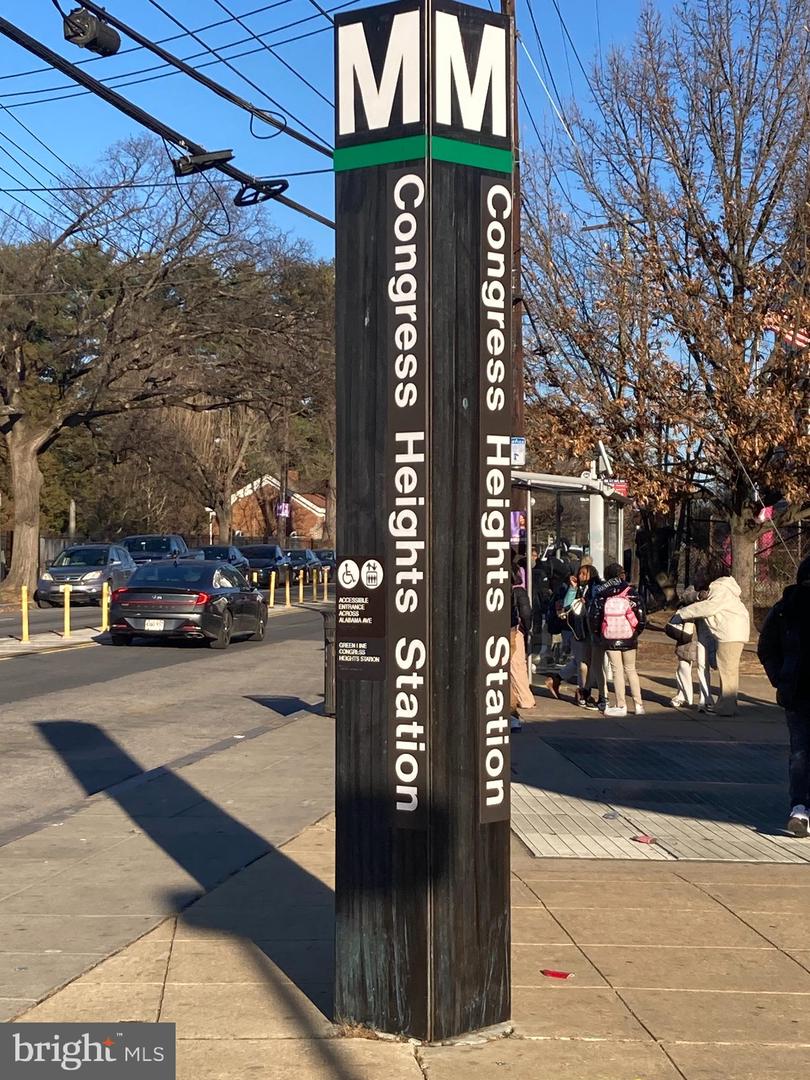 M M
Congress Heights Station
Congress Heights Station
ACCESSIBLE
ENTRANCE
ACROSS
ALABAMA AVE
GREEN LINE
CONGRESS
HEIGHTS STATION
bright MLS